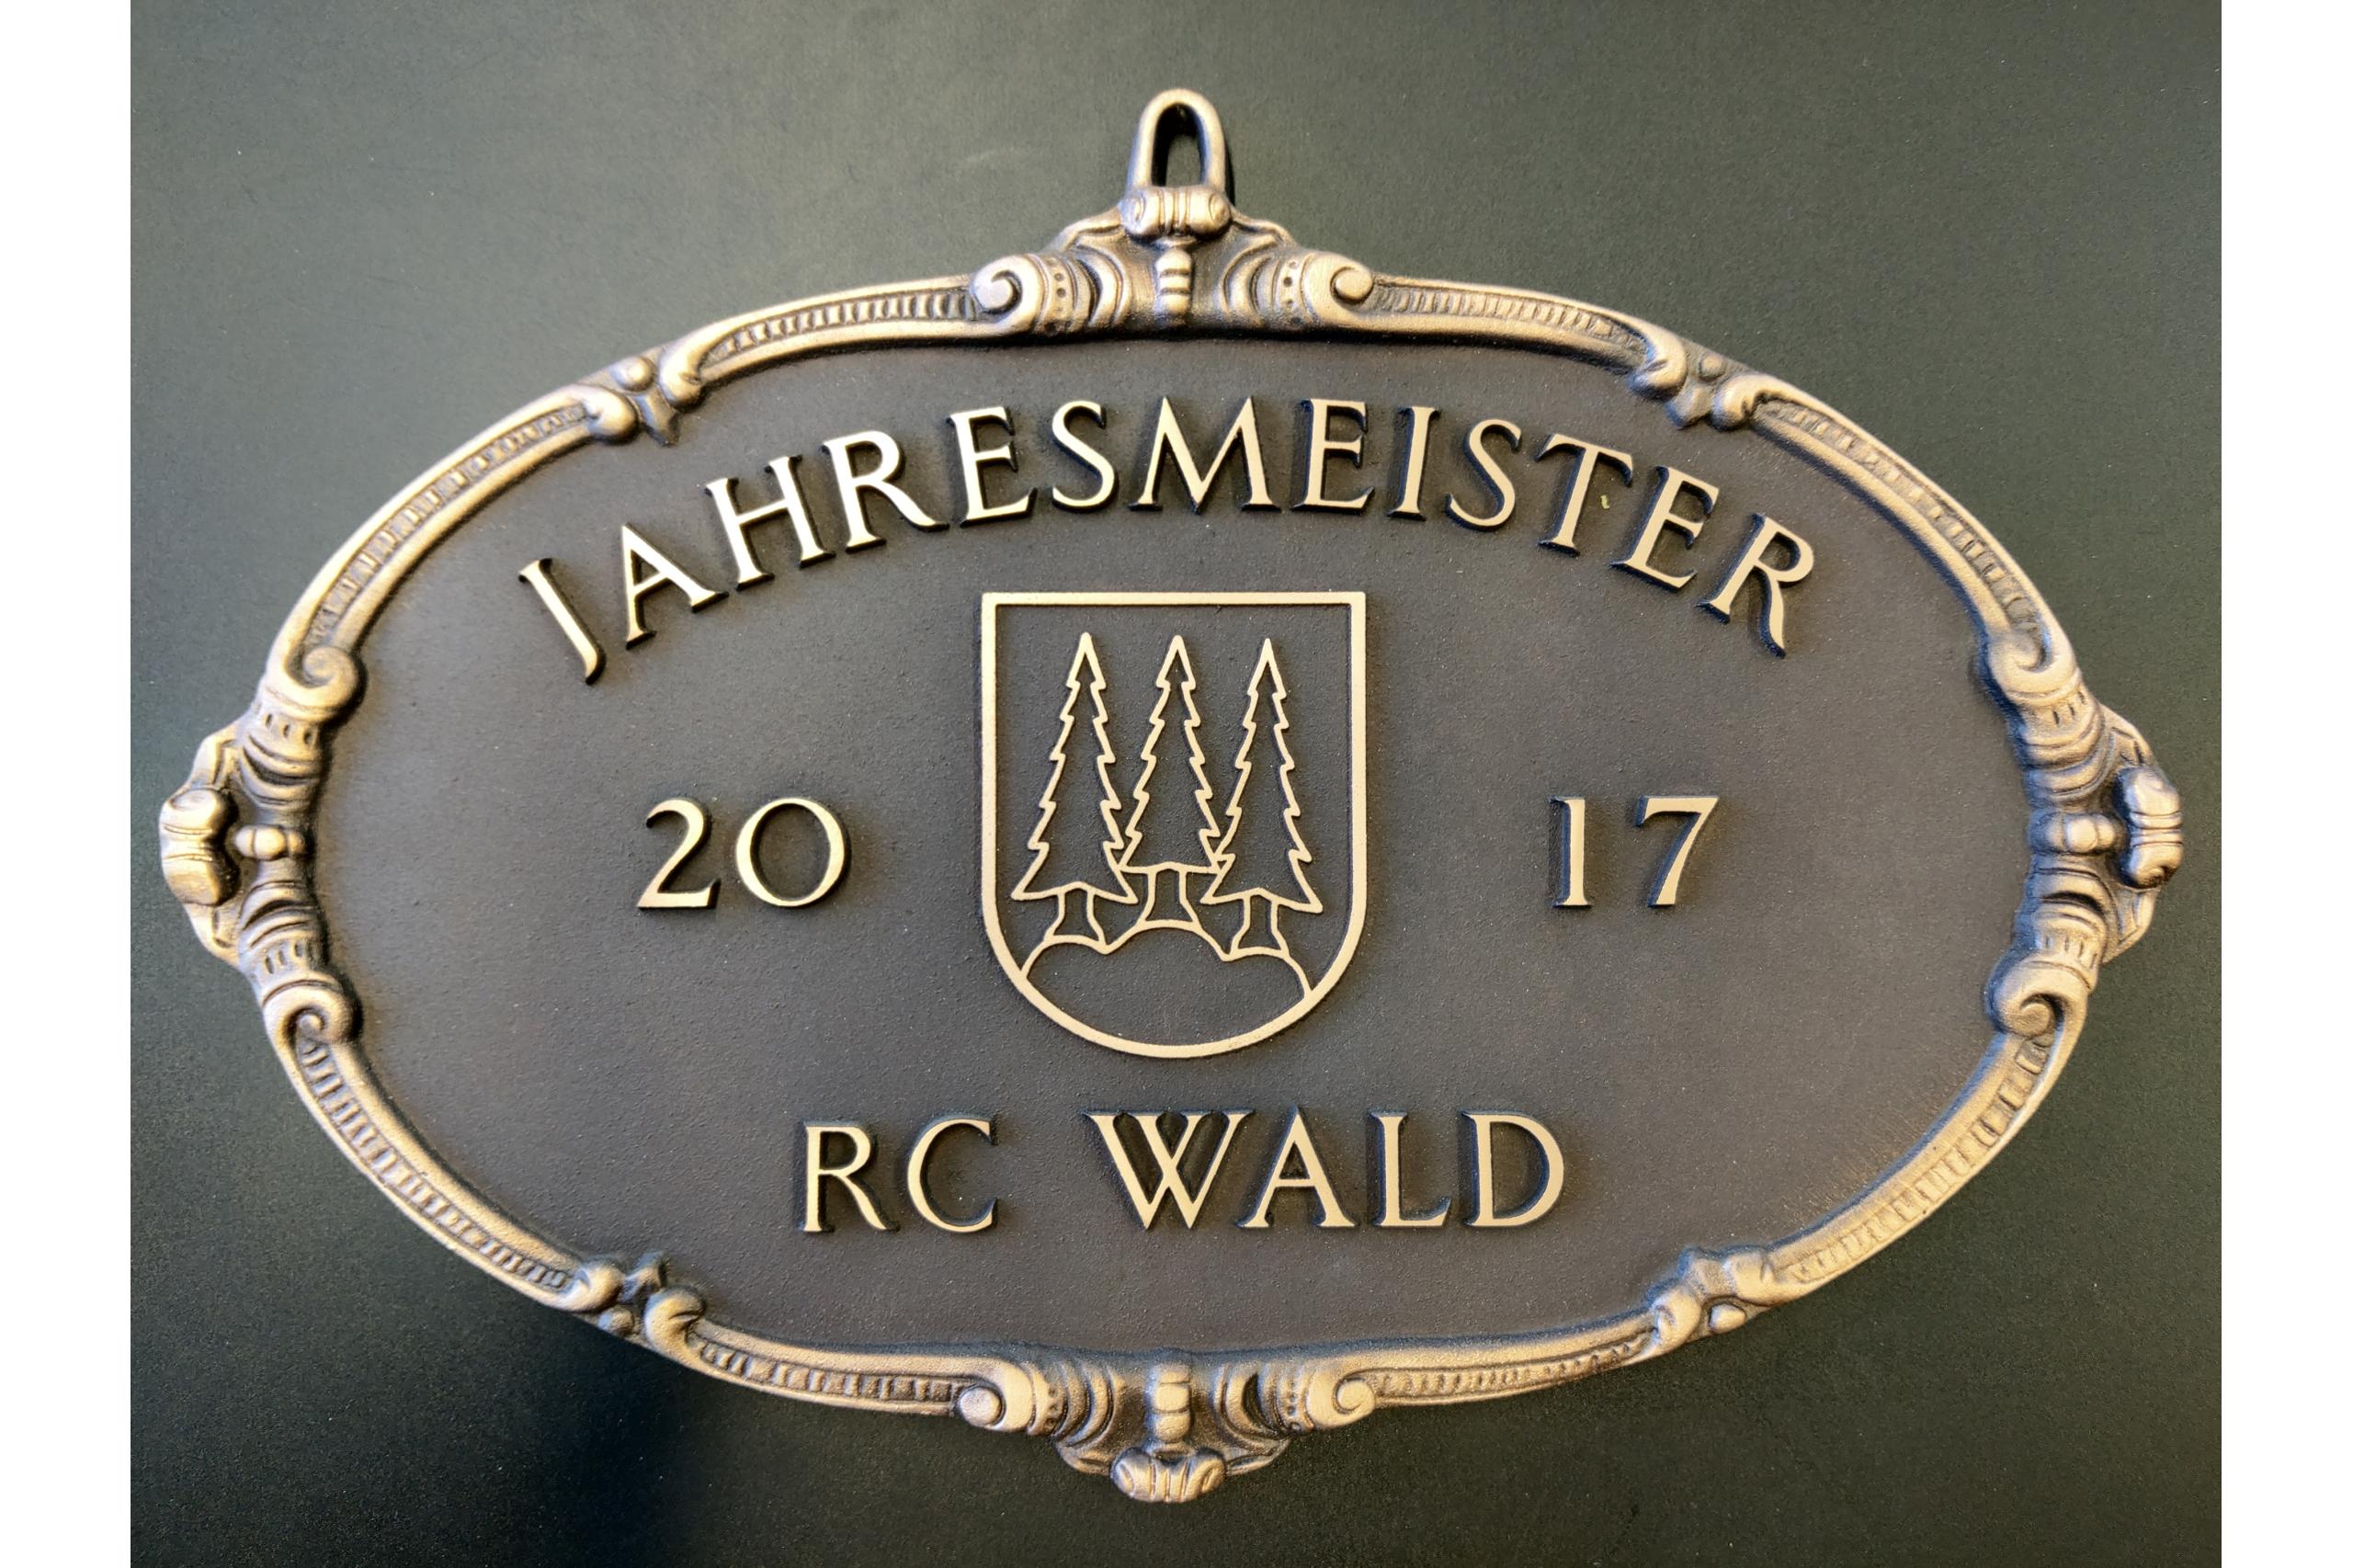 JAHRESMEISTER
20 17
RC WALD